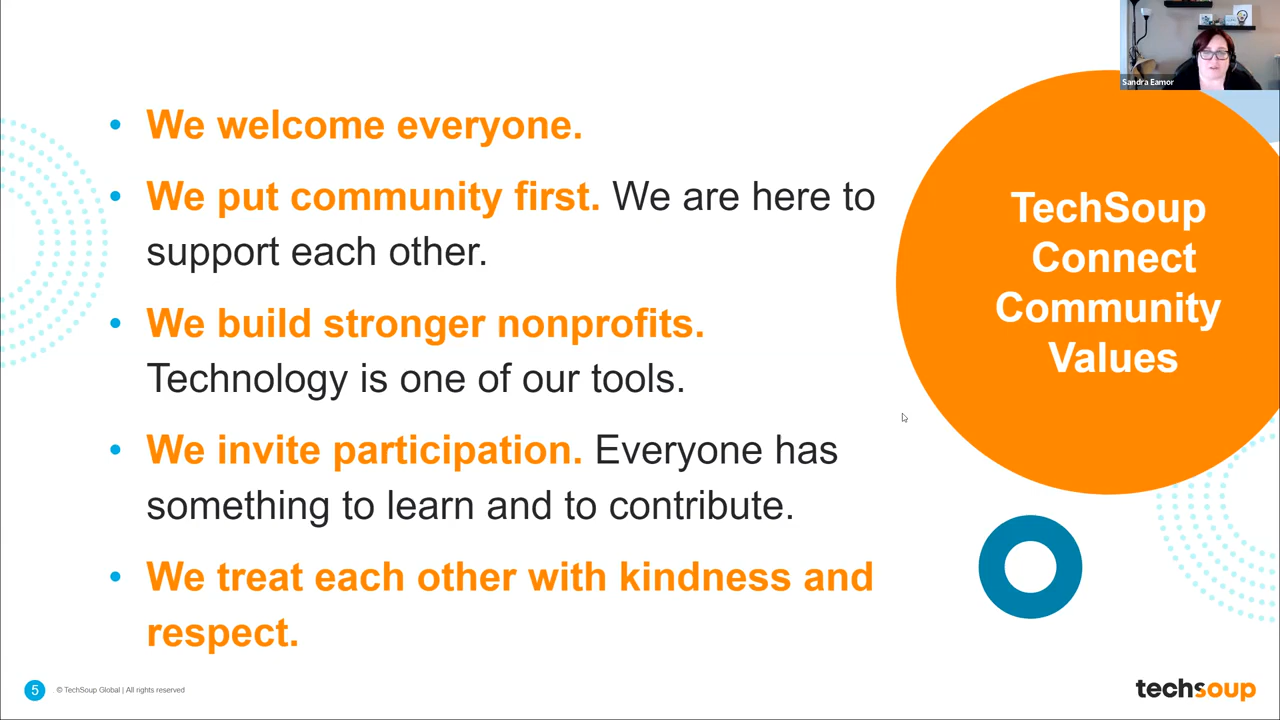 Sandra Eamor
• We welcome everyone.
• We put community first. We are here to
support each other.
• We build stronger nonprofits.
Technology is one of our tools.
• We invite participation. Everyone has
something to learn and to contribute.
• We treat each other with kindness and
respect.
TechSoup
Connect
Community
Values
5
© TechSoup Global | All rights reserved
techsoup